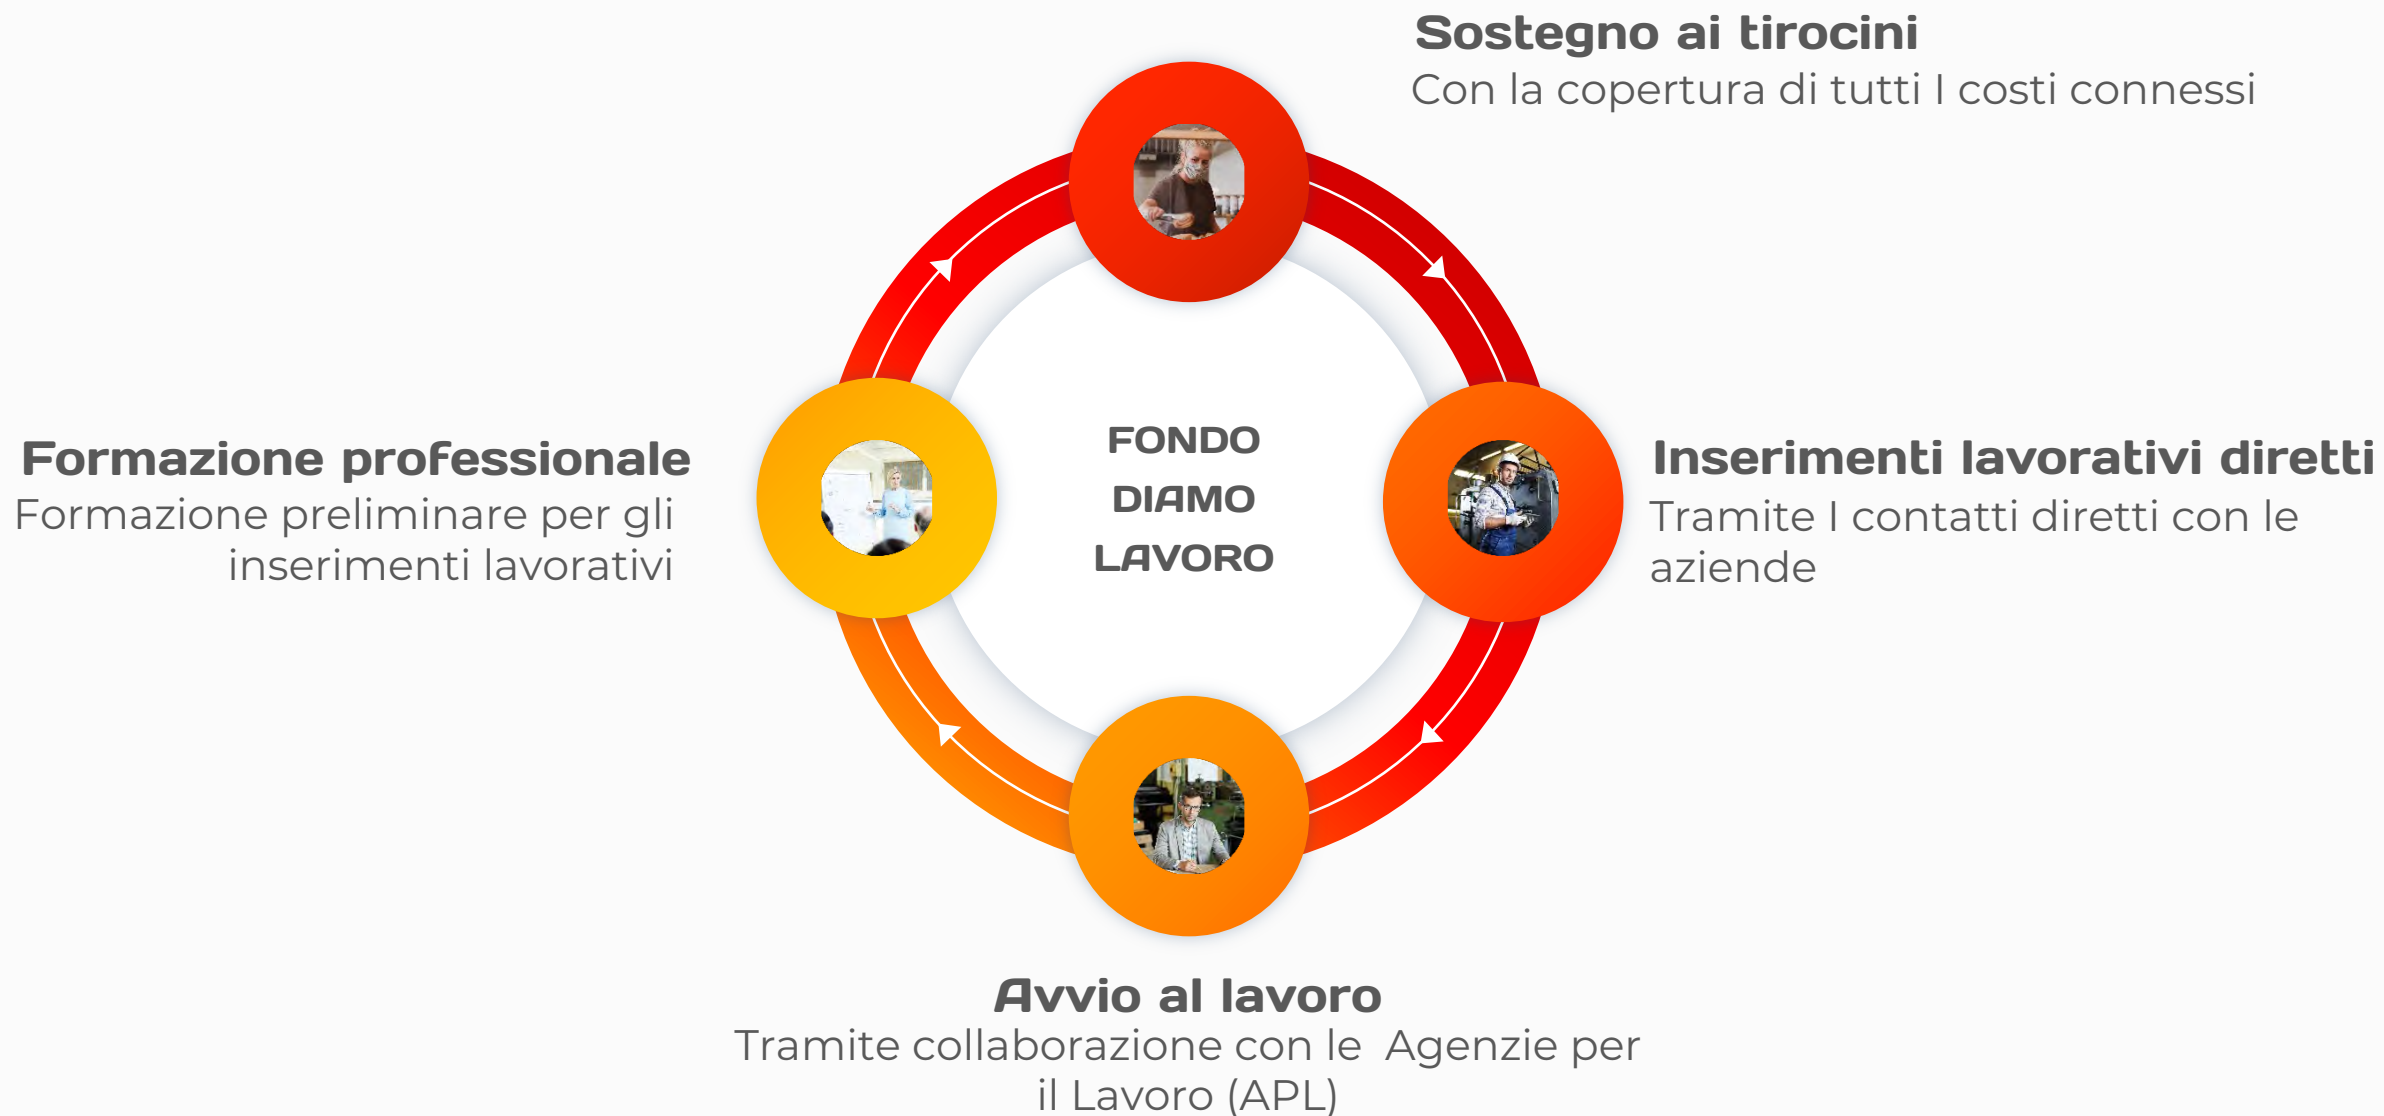 Sostegno ai tirocini
Con la copertura di tutti I costi connessi
Formazione professionale
Formazione preliminare per gli
inserimenti lavorativi
FONDO
DIAMO
LAVORO
Inserimenti lavorativi diretti
Tramite I contatti diretti con le
aziende
Avvio al lavoro
Tramite collaborazione con le  Agenzie per
il Lavoro (APL)